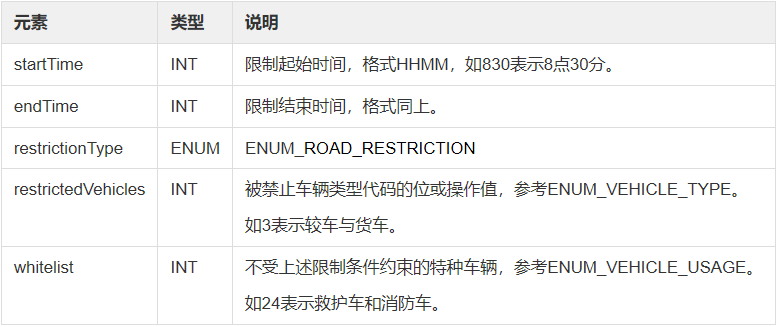 元素 类型 说明
startTime INT 限制起始时间，格式HHMM，如830表示8点30分。
endTime INT 限制结束时间，格式同上。
restrictionType ENUM ENUM_ROAD_RESTRICTION
restrictedVehicles INT 被禁止车辆类型代码的位或操作值，参考ENUM_VEHICLE_TYPE。
如3表示较车与货车。
whitelist INT 不受上述限制条件约束的特种车辆，参考ENUM_VEHICLE_USAGE。
如24表示救护车和消防车。